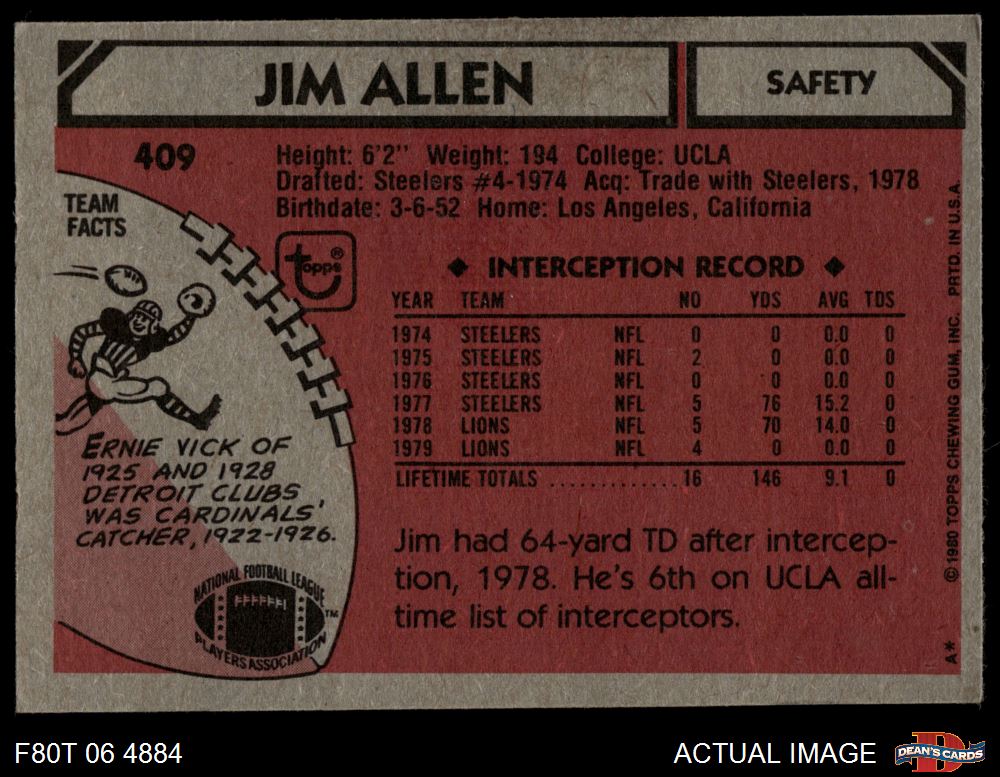 JIM ALLEN
SAFETY
409
Height: 6'2" Weight: 194 College: UCLA
Drafted: Steelers #4-1974 Acq: Trade with Steelers, 1978
Birthdate: 3-6-52 Home: Los Angeles, California
TEAM
FACTS
ERNIE VICK OF
1925 AND 1928
DETROIT CLUBS,
WAS CARDINALS'
CATCHER, 1922-1926.
NATIONAL FOOTBALL LEAGUE
PLAYERS ASSOCIATION
TM
topps®
◆ INTERCEPTION RECORD ◆
YEAR TEAM NO YDS AVG TDS
1974 STEELERS NFL 0 0 0.0 0
1975 STEELERS NFL 2 0 0.0 0
1976 STEELERS NFL 0 0 0.0 0
1977 STEELERS NFL 5 76 15.2 0
1978 LIONS NFL 5 70 14.0 0
1979 LIONS NFL 4 0 0.0 0
LIFETIME TOTALS ............ 16 146 9.1 0
Jim had 64-yard TD after intercep-
tion, 1978. He's 6th on UCLA all-
time list of interceptors.
A* © 1980 TOPPS CHEWING GUM, INC. PRTD. IN U.S.A.
F80T 06 4884
ACTUAL IMAGE
D
DEAN'S CARDS